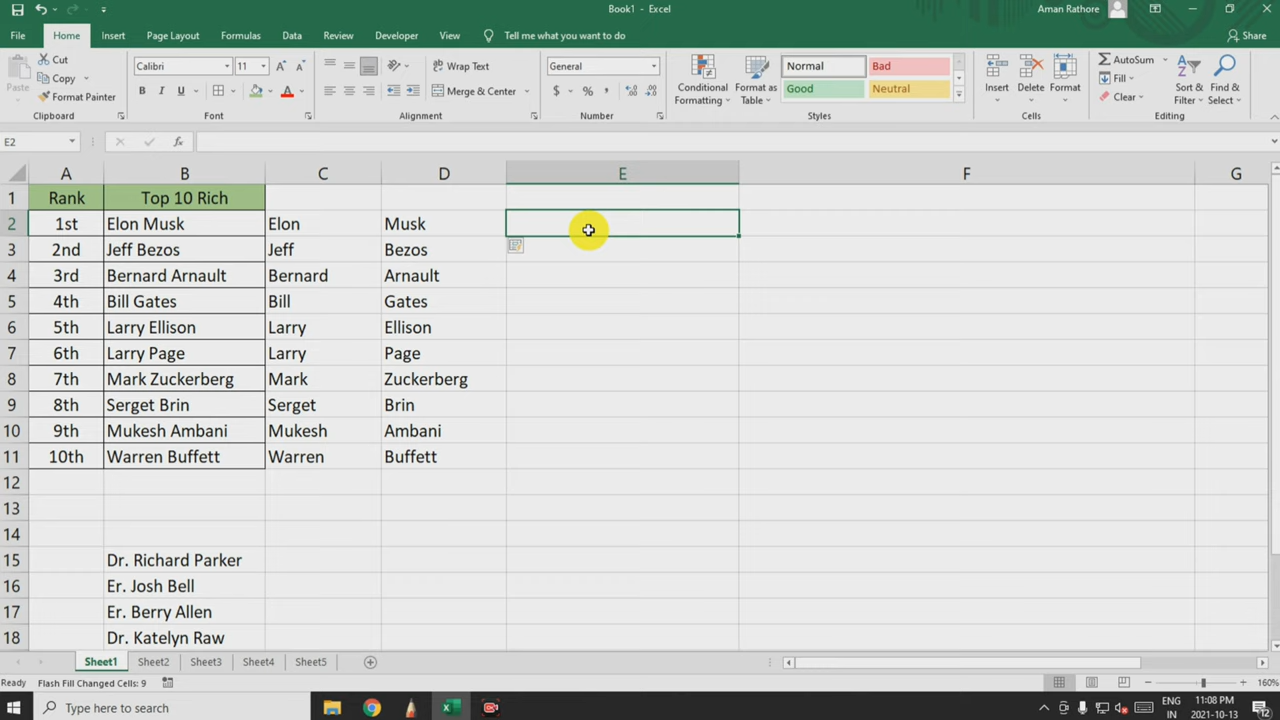 Book1 - Excel
Aman Rathore
File Home Insert Page Layout Formulas Data Review Developer View Tell me what you want to do Share
Paste Cut
Copy
Format Painter
Clipboard
Calibri 11
B I U A
Font
Wrap Text
Merge & Center
Alignment
General
$ % ,
Number
Conditional Formatting
Format as Table
Normal Bad
Good Neutral
Styles
Insert Delete Format
Cells
AutoSum
Fill
Clear
Sort & Filter
Find & Select
Editing
E2 fx
A B C D E F G
1 Rank Top 10 Rich
2 1st Elon Musk Elon Musk
3 2nd Jeff Bezos Jeff Bezos
4 3rd Bernard Arnault Bernard Arnault
5 4th Bill Gates Bill Gates
6 5th Larry Ellison Larry Ellison
7 6th Larry Page Larry Page
8 7th Mark Zuckerberg Mark Zuckerberg
9 8th Serget Brin Serget Brin
10 9th Mukesh Ambani Mukesh Ambani
11 10th Warren Buffett Warren Buffett
12
13
14
15 Dr. Richard Parker
16 Er. Josh Bell
17 Er. Berry Allen
18 Dr. Katelyn Raw
Sheet1 Sheet2 Sheet3 Sheet4 Sheet5
Ready Flash Fill Changed Cells: 9 160%
Type here to search
ENG
IN
11:08 PM
2021-10-13
12